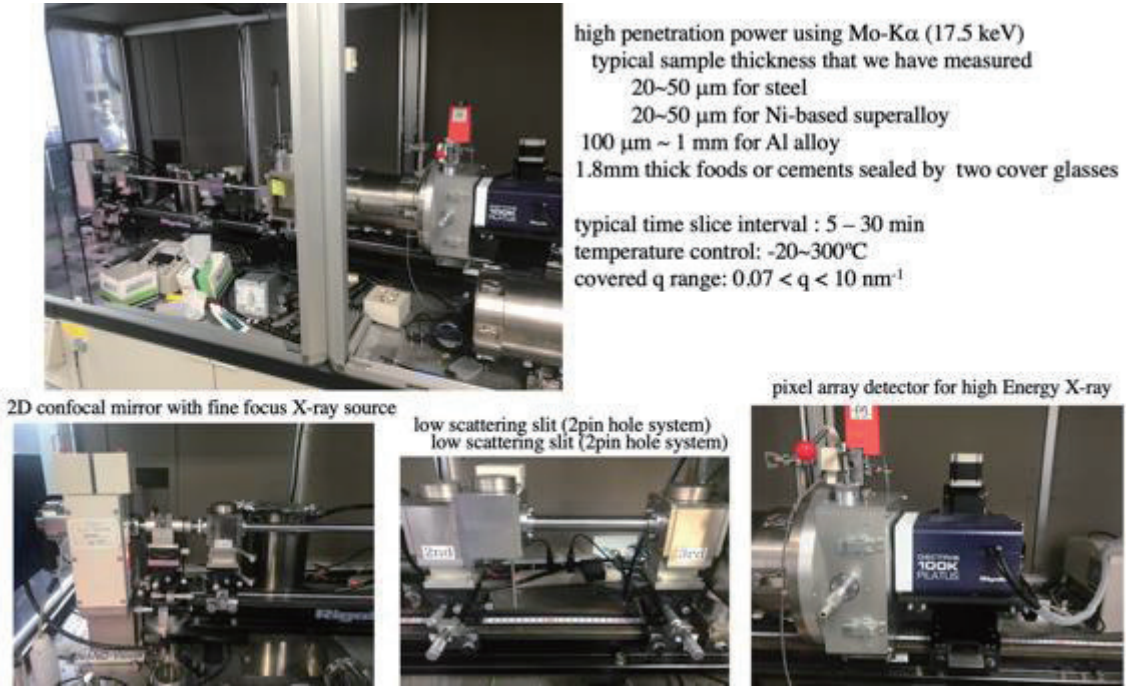 high penetration power using Mo-Kα (17.5 keV)
typical sample thickness that we have measured
20~50 μm for steel
20~50 μm for Ni-based superalloy
100 μm ~ 1 mm for Al alloy
1.8mm thick foods or cements sealed by two cover glasses
typical time slice interval : 5 – 30 min
temperature control: -20~300ºC
covered q range: 0.07 < q < 10 nm⁻¹
100K
PILATUS
2D confocal mirror with fine focus X-ray source
low scattering slit (2pin hole system)
low scattering slit (2pin hole system)
pixel array detector for high Energy X-ray
Rigaku
2nd
3rd
DECTRIS
100K
PILATUS
Rigaku